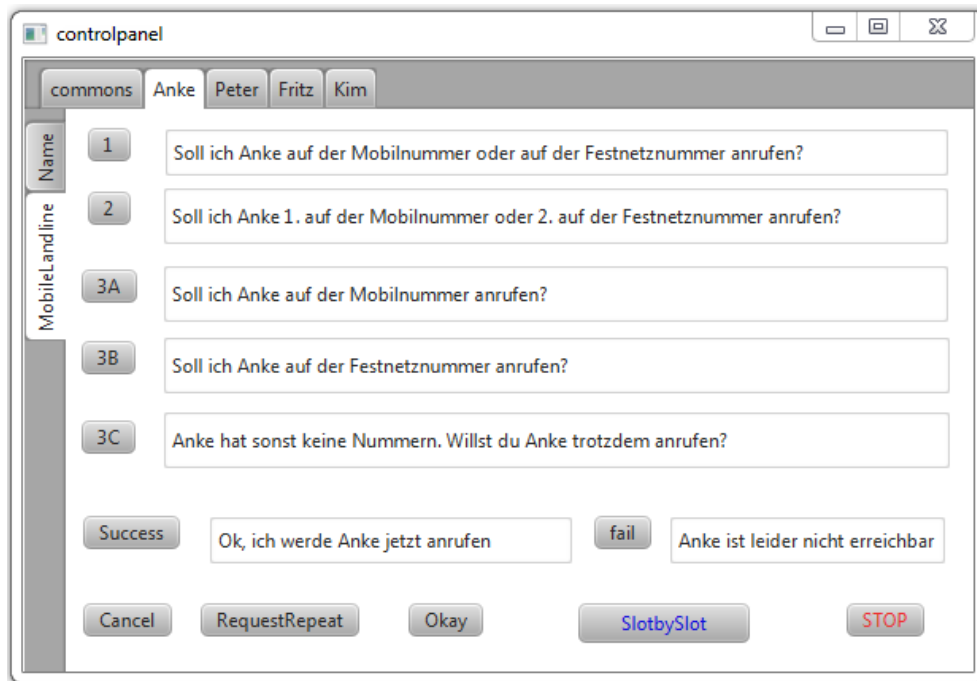 controlpanel
commons Anke Peter Fritz Kim
Name
MobileLandline
1 Soll ich Anke auf der Mobilnummer oder auf der Festnetznummer anrufen?
2 Soll ich Anke 1. auf der Mobilnummer oder 2. auf der Festnetznummer anrufen?
3A Soll ich Anke auf der Mobilnummer anrufen?
3B Soll ich Anke auf der Festnetznummer anrufen?
3C Anke hat sonst keine Nummern. Willst du Anke trotzdem anrufen?
Success Ok, ich werde Anke jetzt anrufen fail Anke ist leider nicht erreichbar
Cancel RequestRepeat Okay SlotbySlot STOP